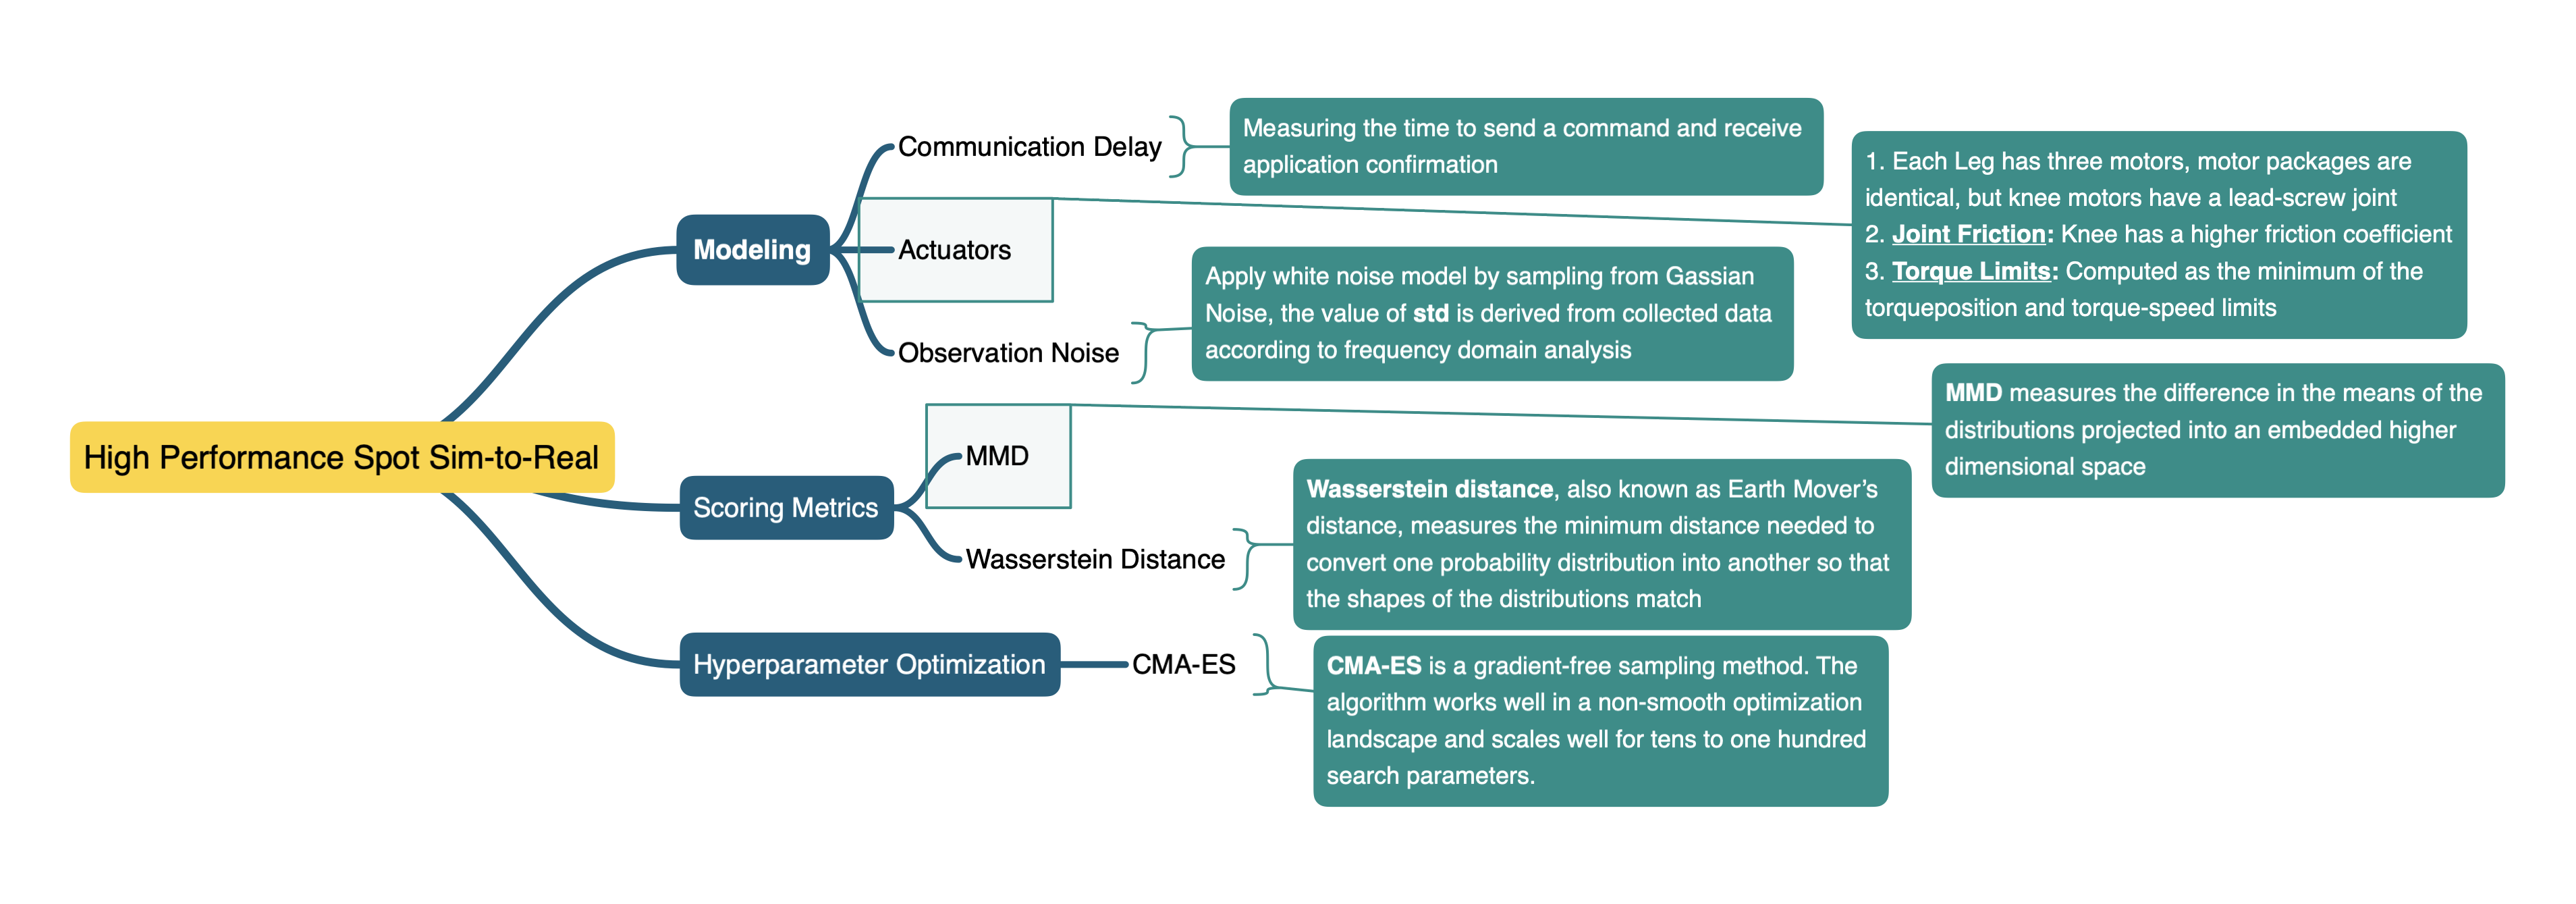 High Performance Spot Sim-to-Real
Modeling
Communication Delay
Measuring the time to send a command and receive
application confirmation
Actuators
1. Each Leg has three motors, motor packages are
identical, but knee motors have a lead-screw joint
2. Joint Friction: Knee has a higher friction coefficient
3. Torque Limits: Computed as the minimum of the
torqueposition and torque-speed limits
Observation Noise
Apply white noise model by sampling from Gassian
Noise, the value of std is derived from collected data
according to frequency domain analysis
Scoring Metrics
MMD
MMD measures the difference in the means of the
distributions projected into an embedded higher
dimensional space
Wasserstein Distance
Wasserstein distance, also known as Earth Mover’s
distance, measures the minimum distance needed to
convert one probability distribution into another so that
the shapes of the distributions match
Hyperparameter Optimization
CMA-ES
CMA-ES is a gradient-free sampling method. The
algorithm works well in a non-smooth optimization
landscape and scales well for tens to one hundred
search parameters.